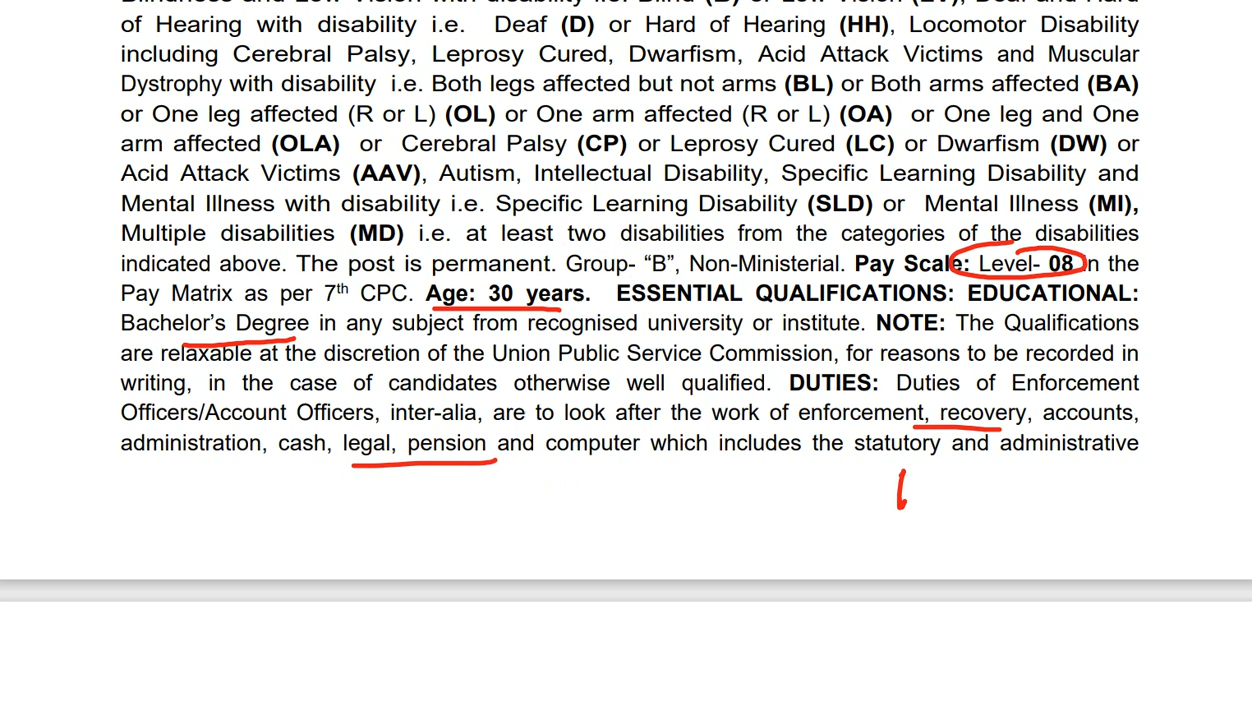 of Hearing with disability i.e. Deaf (D) or Hard of Hearing (HH), Locomotor Disability
including Cerebral Palsy, Leprosy Cured, Dwarfism, Acid Attack Victims and Muscular
Dystrophy with disability i.e. Both legs affected but not arms (BL) or Both arms affected (BA)
or One leg affected (R or L) (OL) or One arm affected (R or L) (OA) or One leg and One
arm affected (OLA) or Cerebral Palsy (CP) or Leprosy Cured (LC) or Dwarfism (DW) or
Acid Attack Victims (AAV), Autism, Intellectual Disability, Specific Learning Disability and
Mental Illness with disability i.e. Specific Learning Disability (SLD) or Mental Illness (MI),
Multiple disabilities (MD) i.e. at least two disabilities from the categories of the disabilities
indicated above. The post is permanent. Group- “B”, Non-Ministerial. Pay Scale: Level- 08 in the
Pay Matrix as per 7th CPC. Age: 30 years. ESSENTIAL QUALIFICATIONS: EDUCATIONAL:
Bachelor’s Degree in any subject from recognised university or institute. NOTE: The Qualifications
are relaxable at the discretion of the Union Public Service Commission, for reasons to be recorded in
writing, in the case of candidates otherwise well qualified. DUTIES: Duties of Enforcement
Officers/Account Officers, inter-alia, are to look after the work of enforcement, recovery, accounts,
administration, cash, legal, pension and computer which includes the statutory and administrative